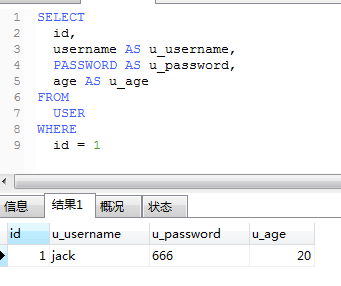 1 SELECT
2 id,
3 username AS u_username,
4 PASSWORD AS u_password,
5 age AS u_age
6 FROM
7 USER
8 WHERE
9 id = 1
信息 结果1 概况 状态
id u_username u_password u_age
1 jack 666 20